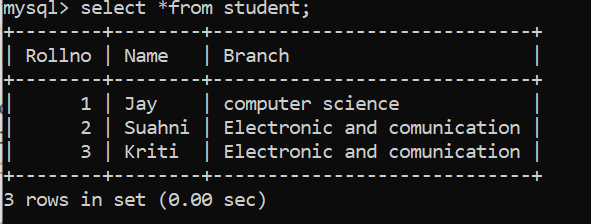 mysql> select *from student;
+--------+--------+-----------------------------+
| Rollno | Name   | Branch                      |
+--------+--------+-----------------------------+
|      1 | Jay    | computer science            |
|      2 | Suahni | Electronic and comunication |
|      3 | Kriti  | Electronic and comunication |
+--------+--------+-----------------------------+
3 rows in set (0.00 sec)